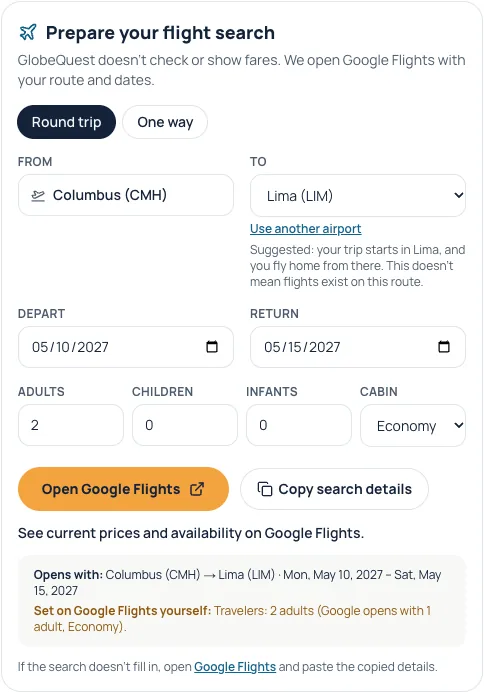 Prepare your flight search
GlobeQuest doesn't check or show fares. We open Google Flights with
your route and dates.
Round trip
One way
FROM
TO
Columbus (CMH)
Lima (LIM)
Use another airport
Suggested: your trip starts in Lima, and
you fly home from there. This doesn't
mean flights exist on this route.
DEPART
RETURN
05/10/2027
05/15/2027
ADULTS
CHILDREN
INFANTS
CABIN
2
0
0
Economy
Open Google Flights
Copy search details
See current prices and availability on Google Flights.
Opens with: Columbus (CMH) → Lima (LIM) · Mon, May 10, 2027 – Sat, May
15, 2027
Set on Google Flights yourself: Travelers: 2 adults (Google opens with 1
adult, Economy).
If the search doesn't fill in, open Google Flights and paste the copied details.